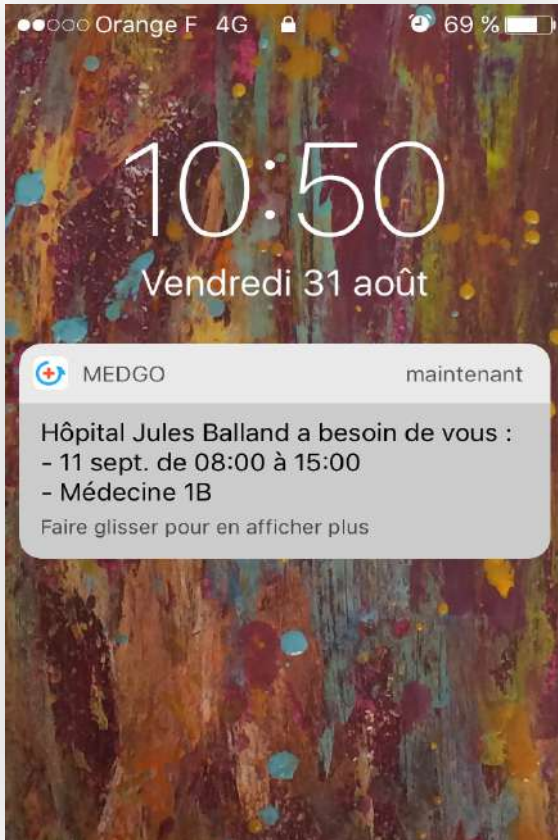 Orange F 4G 69 %
10:50
Vendredi 31 août
MEDGO maintenant
Hôpital Jules Balland a besoin de vous :
- 11 sept. de 08:00 à 15:00
- Médecine 1B
Faire glisser pour en afficher plus